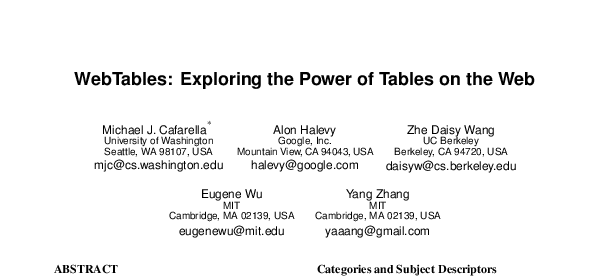 WebTables: Exploring the Power of Tables on the Web
Michael J. Cafarella*
University of Washington
Seattle, WA 98107, USA
mjc@cs.washington.edu
Alon Halevy
Google, Inc.
Mountain View, CA 94043, USA
halevy@google.com
Zhe Daisy Wang
UC Berkeley
Berkeley, CA 94720, USA
daisyw@cs.berkeley.edu
Eugene Wu
MIT
Cambridge, MA 02139, USA
eugenewu@mit.edu
Yang Zhang
MIT
Cambridge, MA 02139, USA
yaaang@gmail.com
ABSTRACT
Categories and Subject Descriptors